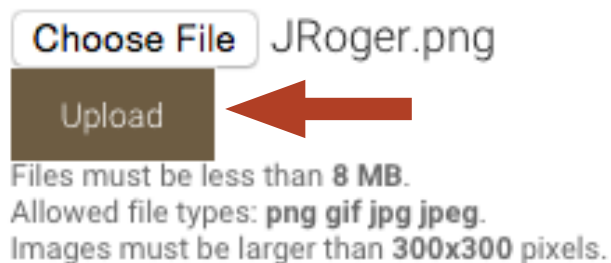 Choose File JRoger.png
Upload
Files must be less than 8 MB.
Allowed file types: png gif jpg jpeg.
Images must be larger than 300x300 pixels.